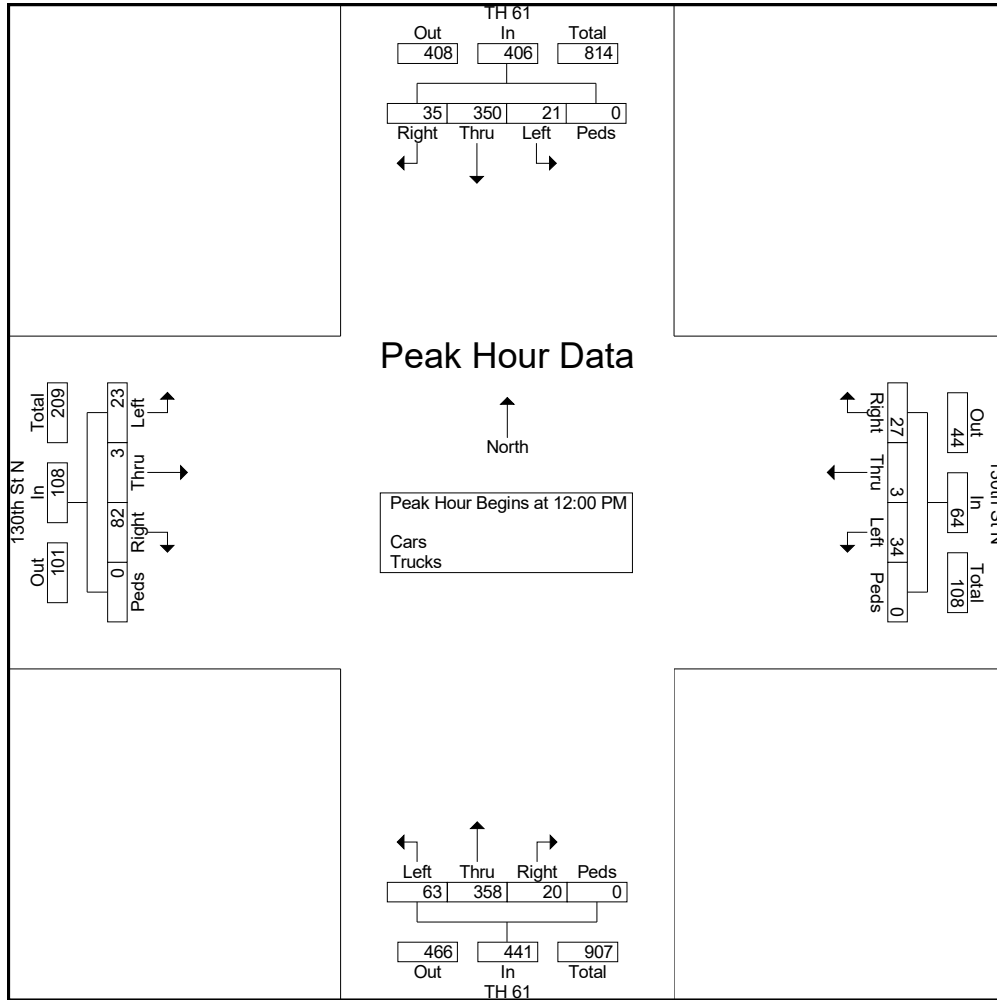 TH 61
Out In Total
408 406 814
35 350 21 0
Right Thru Left Peds
Peak Hour Data
North
Peak Hour Begins at 12:00 PM
Cars
Trucks
130th St N
Total In Out
209 108 101
23 3 82 0
Left Thru Right Peds
Right Thru Left Peds
27 3 34 0
Out In Total
44 64 108
130th St N
Left Thru Right Peds
63 358 20 0
466 441 907
Out In Total
TH 61